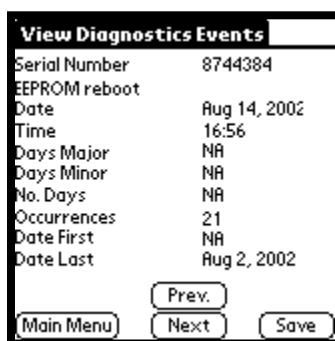 View Diagnostics Events
Serial Number 8744384
EEPROM reboot
Date Aug 14, 2002
Time 16:56
Days Major NA
Days Minor NA
No. Days NA
Occurrences 21
Date First NA
Date Last Aug 2, 2002
Prev.
Main Menu Next Save